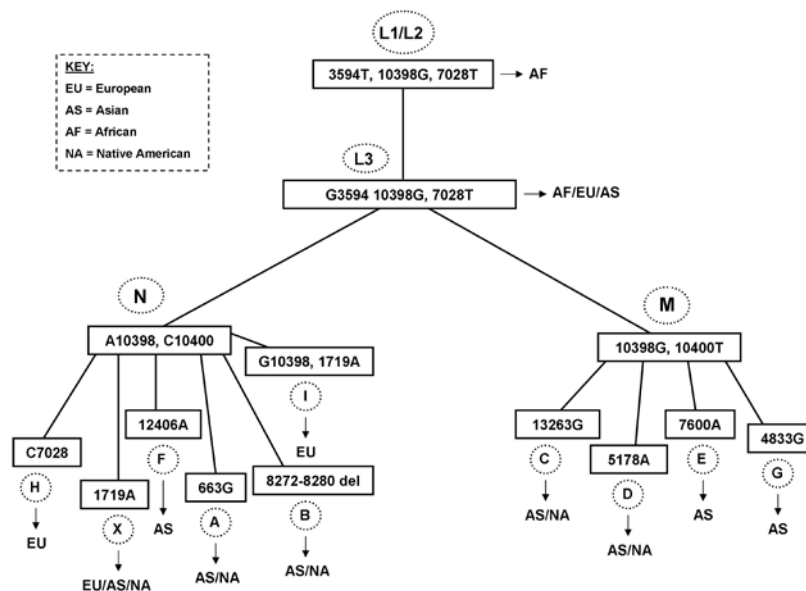 L1/L2
KEY:
EU = European
AS = Asian
AF = African
NA = Native American
3594T, 10398G, 7028T
AF
L3
G3594 10398G, 7028T
AF/EU/AS
N
A10398, C10400
G10398, 1719A
I
EU
C7028
H
EU
1719A
X
EU/AS/NA
12406A
F
AS
663G
A
AS/NA
8272-8280 del
B
AS/NA
M
10398G, 10400T
13263G
C
AS/NA
5178A
D
AS/NA
7600A
E
AS
4833G
G
AS